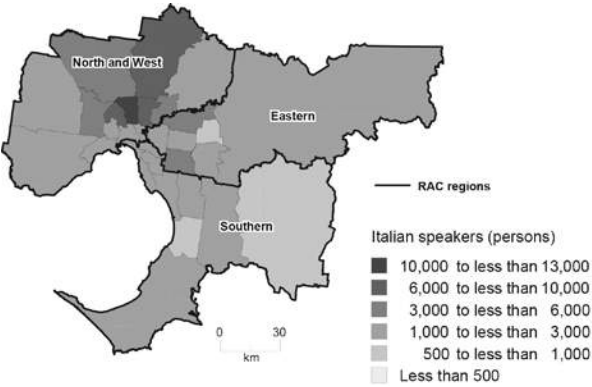 North and West
Eastern
Southern
RAC regions
Italian speakers (persons)
10,000 to less than 13,000
6,000 to less than 10,000
3,000 to less than 6,000
1,000 to less than 3,000
500 to less than 1,000
Less than 500
0 30
km